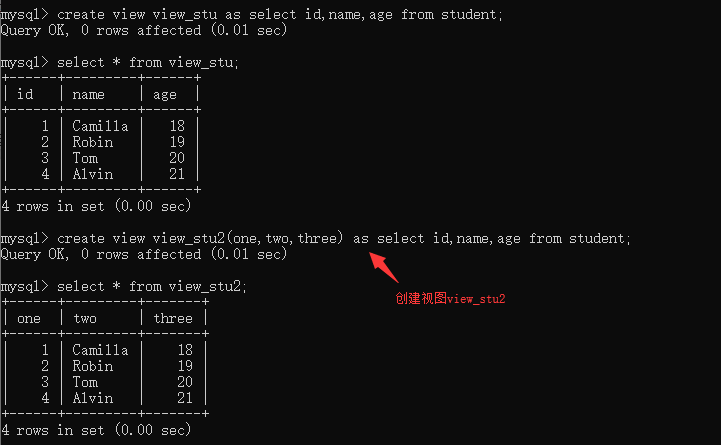 mysql> create view view_stu as select id,name,age from student;
Query OK, 0 rows affected (0.01 sec)
mysql> select * from view_stu;
+------+---------+------+
| id   | name    | age  |
+------+---------+------+
|    1 | Camilla |   18 |
|    2 | Robin   |   19 |
|    3 | Tom     |   20 |
|    4 | Alvin   |   21 |
+------+---------+------+
4 rows in set (0.00 sec)
mysql> create view view_stu2(one,two,three) as select id,name,age from student;
Query OK, 0 rows affected (0.01 sec)
创建视图view_stu2
mysql> select * from view_stu2;
+------+---------+-------+
| one  | two     | three |
+------+---------+-------+
|    1 | Camilla |    18 |
|    2 | Robin   |    19 |
|    3 | Tom     |    20 |
|    4 | Alvin   |    21 |
+------+---------+-------+
4 rows in set (0.00 sec)